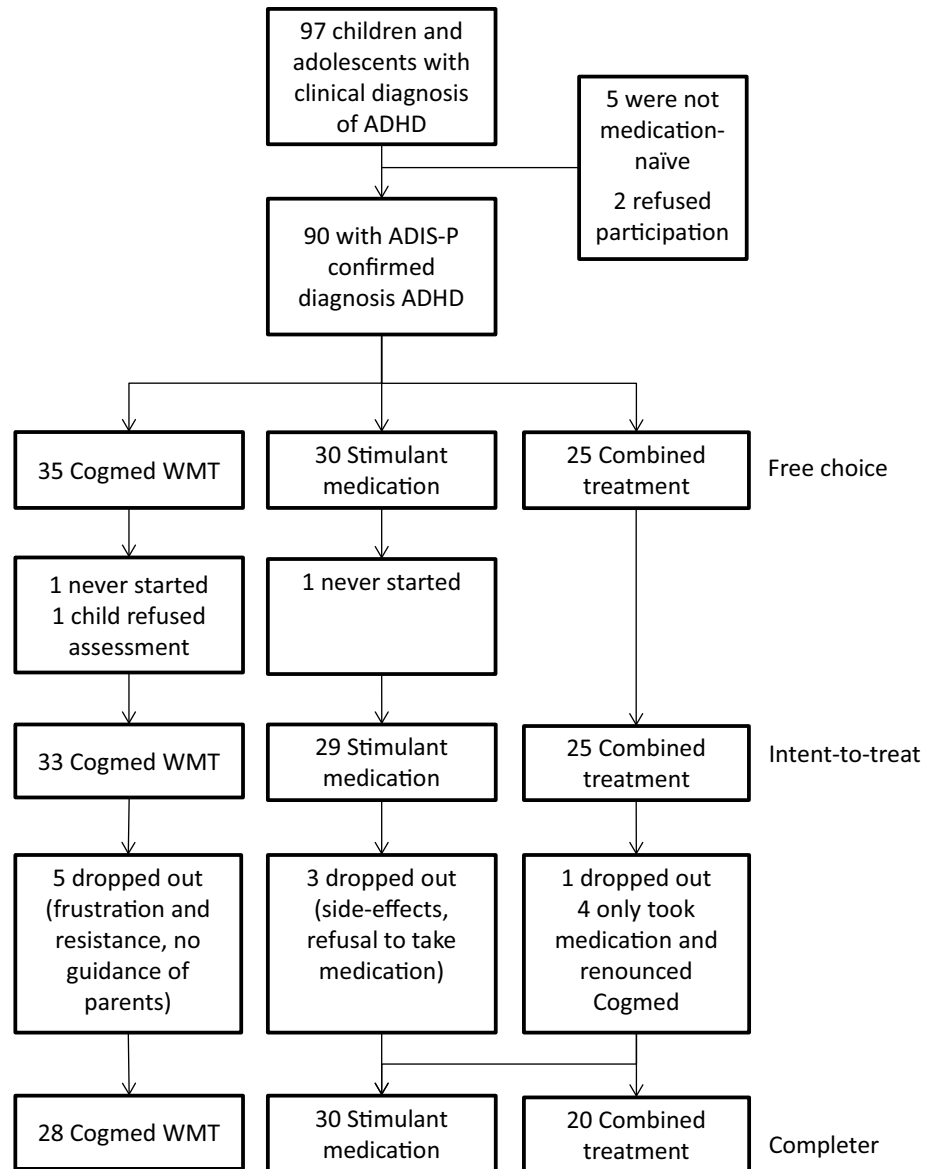 97 children and
adolescents with
clinical diagnosis
of ADHD
5 were not
medication-
naïve
2 refused
participation
90 with ADIS-P
confirmed
diagnosis ADHD
35 Cogmed WMT
30 Stimulant
medication
25 Combined
treatment
Free choice
1 never started
1 child refused
assessment
1 never started
33 Cogmed WMT
29 Stimulant
medication
25 Combined
treatment
Intent-to-treat
5 dropped out
(frustration and
resistance, no
guidance of
parents)
3 dropped out
(side-effects,
refusal to take
medication)
1 dropped out
4 only took
medication and
renounced
Cogmed
28 Cogmed WMT
30 Stimulant
medication
20 Combined
treatment
Completer